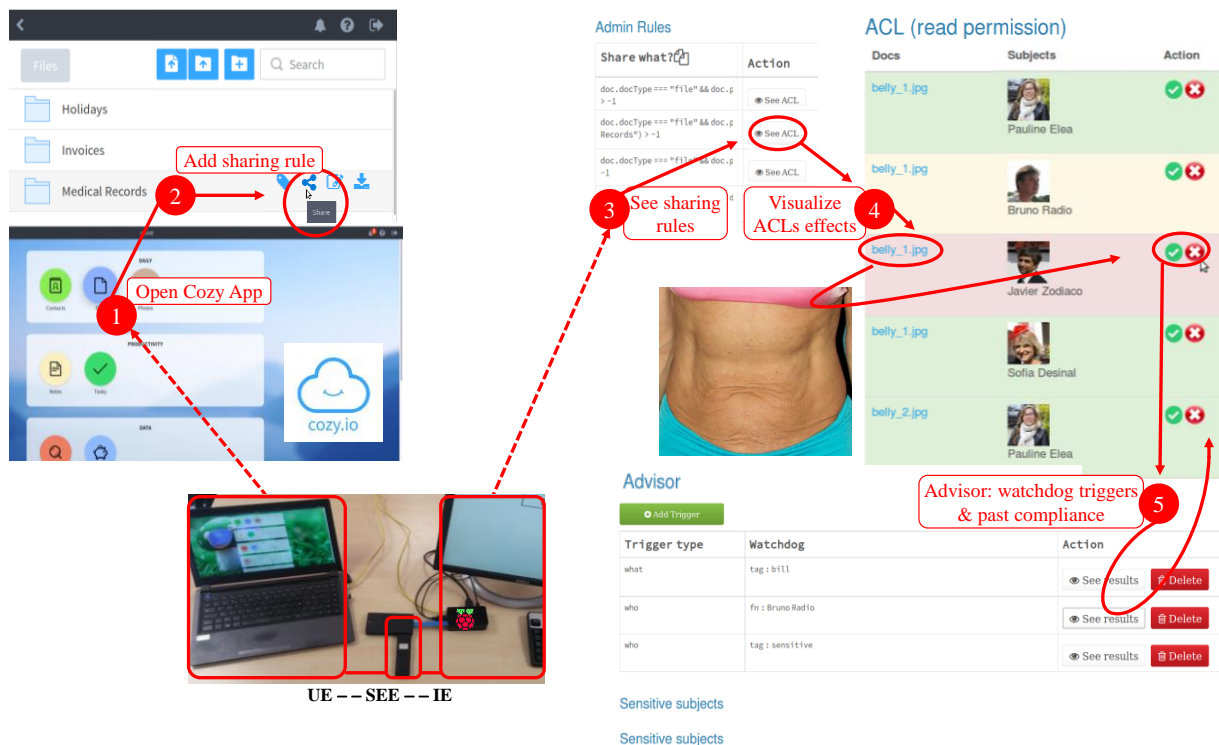 Files
Search
Holidays
Invoices
Medical Records
Add sharing rule
2
Share
DAILY
Contacts
Photos
1
Open Cozy App
PRODUCTIVITY
Notes
Tasky
DATA
cozy.io
UE – – SEE – – IE
Admin Rules
Share what?
Action
doc.docType === "file" && doc.p
> -1
See ACL
doc.docType === "file" && doc.p
Records") > -1
See ACL
doc.docType === "file" && doc.p
-1
See ACL
3
See sharing
rules
Visualize
ACLs effects
4
ACL (read permission)
Docs
Subjects
Action
belly_1.jpg
Pauline Elea
belly_1.jpg
Bruno Radio
belly_1.jpg
Javier Zodiaco
belly_1.jpg
Sofia Desinal
belly_2.jpg
Pauline Elea
Advisor: watchdog triggers
& past compliance
5
Advisor
Add Trigger
Trigger type
Watchdog
Action
what
tag : bill
See results
Delete
who
fn : Bruno Radio
See results
Delete
who
tag : sensitive
See results
Delete
Sensitive subjects
Sensitive subjects